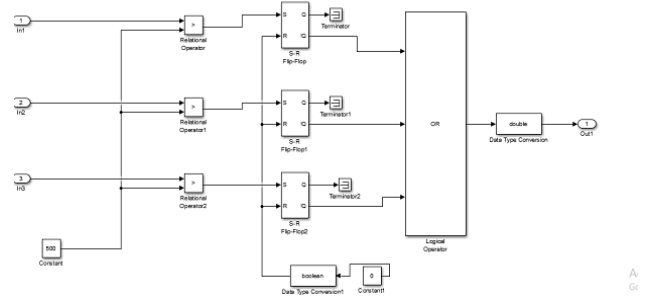 1
In1
>
Relational
Operator
S Q
R !Q
S-R
Flip-Flop
Terminator
2
In2
>
Relational
Operator1
S Q
R !Q
S-R
Flip-Flop1
Terminator1
3
In3
>
Relational
Operator2
S Q
R !Q
S-R
Flip-Flop2
Terminator2
OR
Logical
Operator
double
Data Type Conversion
1
Out1
500
Constant
boolean
Data Type Conversion1
0
Constant1